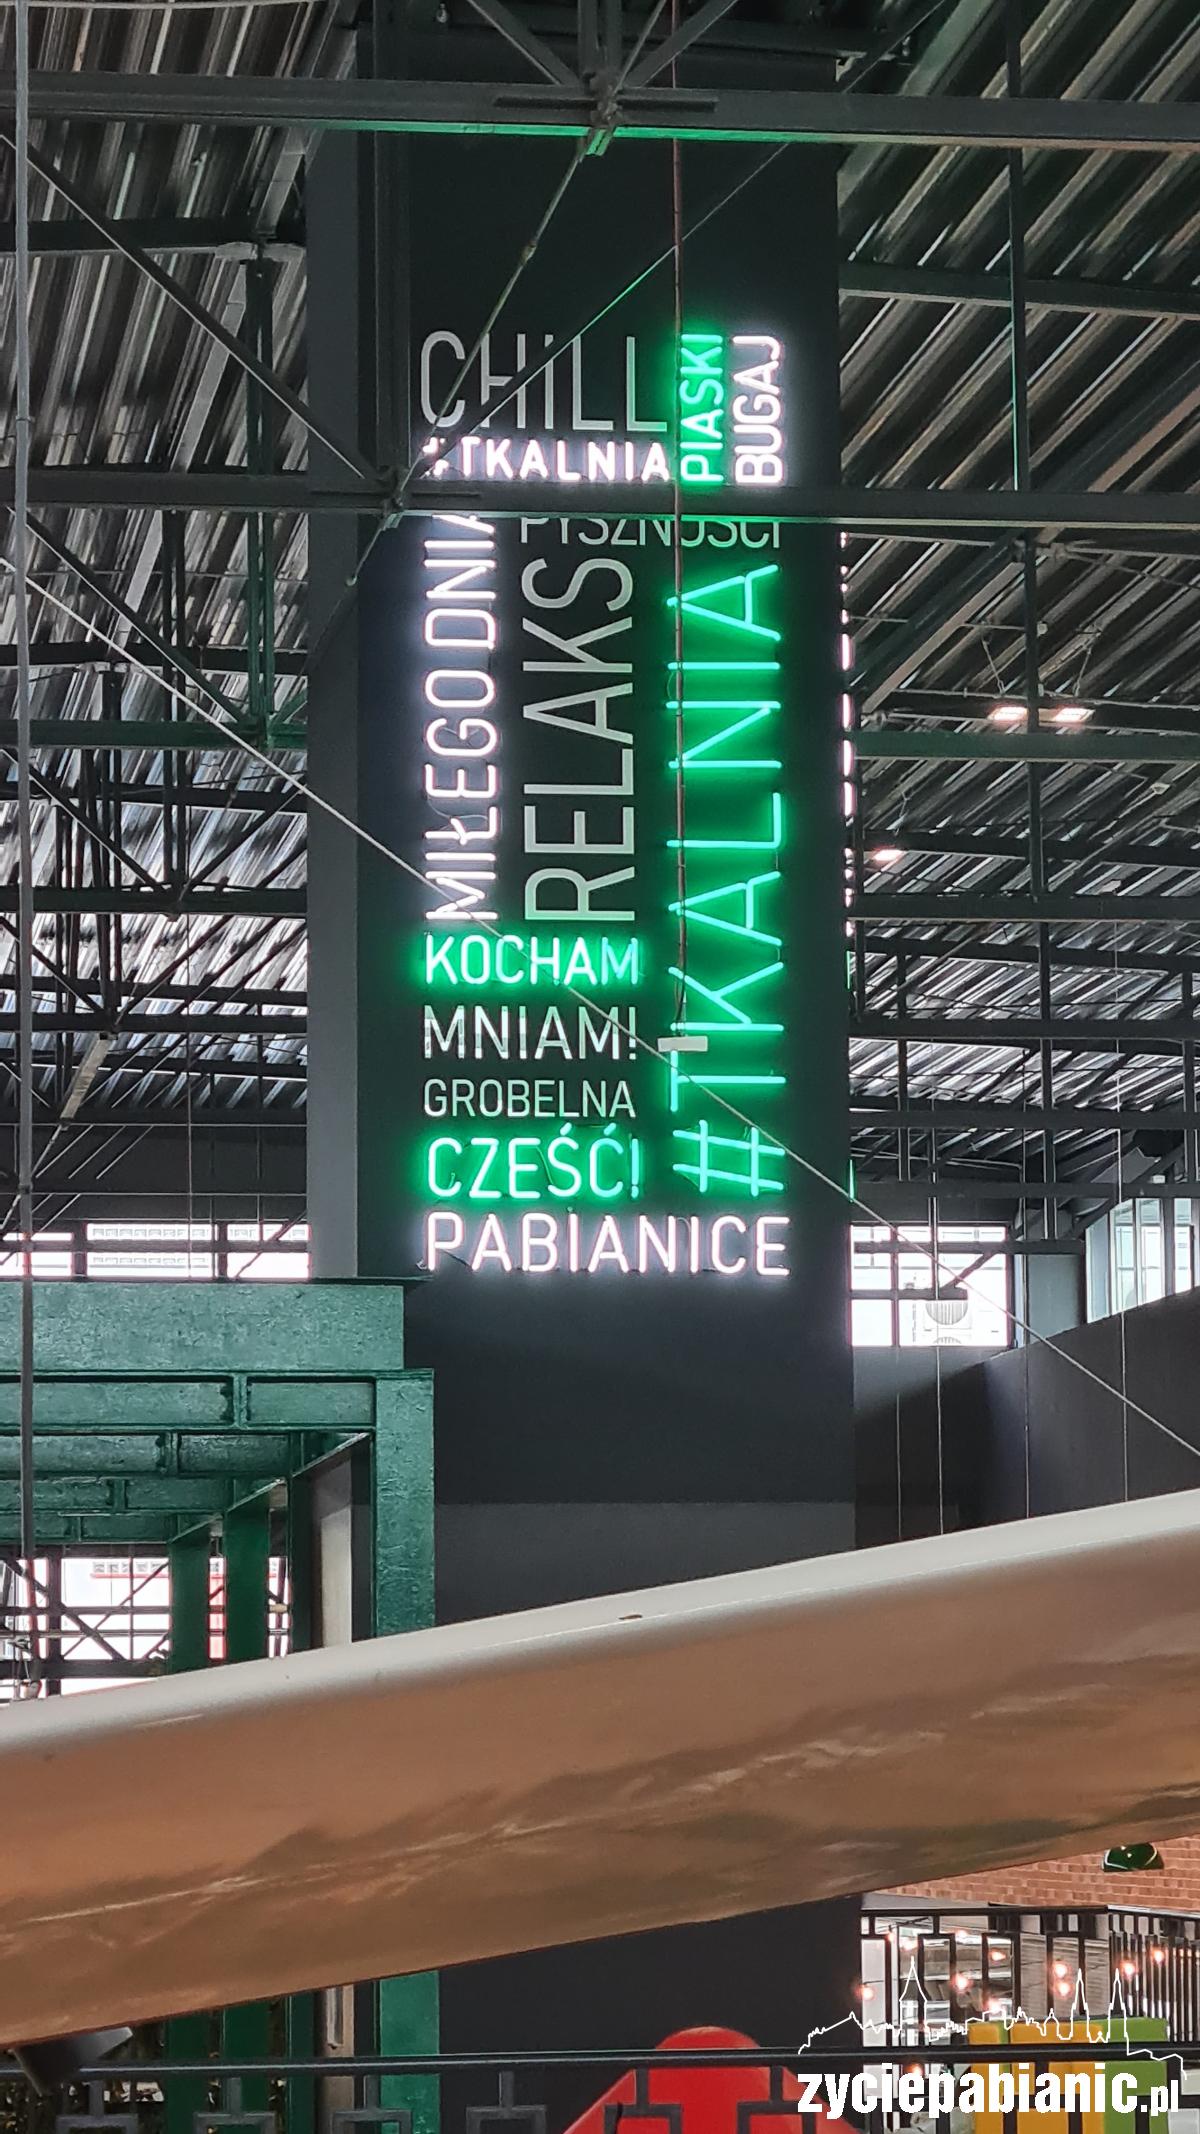 CHILL
#TKALNIA
PIASKI
BUGAJ
PYSZNOŚCI
MIŁEGO DNIA
RELAKS
#TKALNIA
KOCHAM
MNIAM!
GROBELNA
CZEŚĆ!
PABIANICE
zyciepabianic.pl